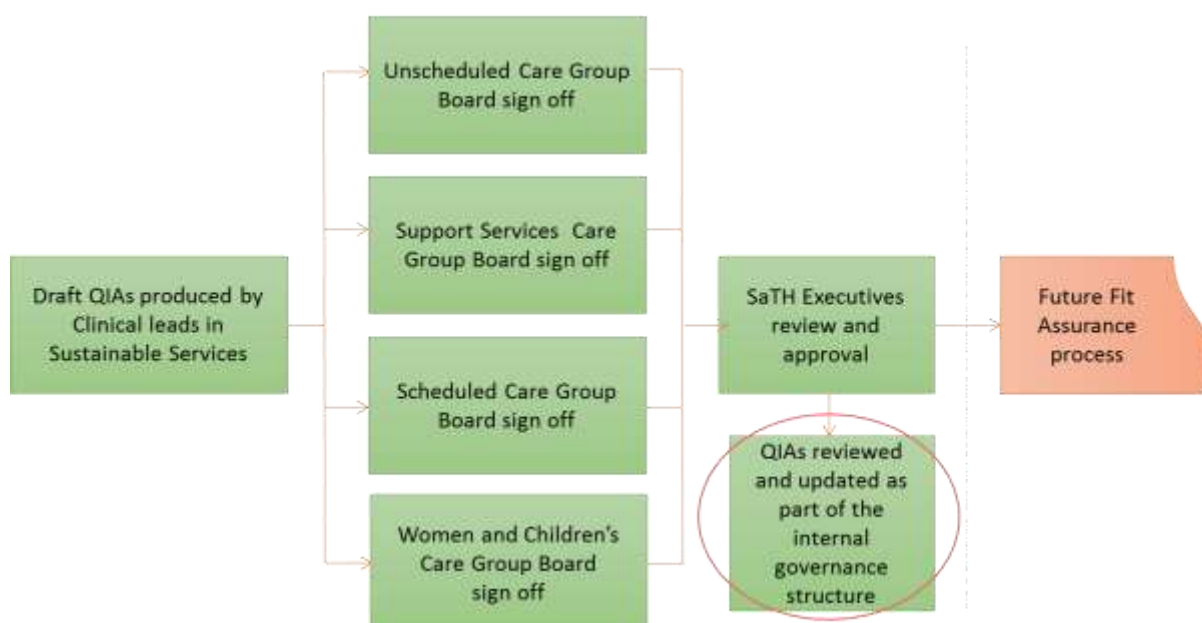 Draft QIAs produced by
Clinical leads in
Sustainable Services
Unscheduled Care Group
Board sign off
Support Services Care
Group Board sign off
Scheduled Care Group
Board sign off
Women and Children's
Care Group Board
sign off
SaTH Executives
review and
approval
QIAs reviewed
and updated as
part of the
internal
governance
structure
Future Fit
Assurance
process